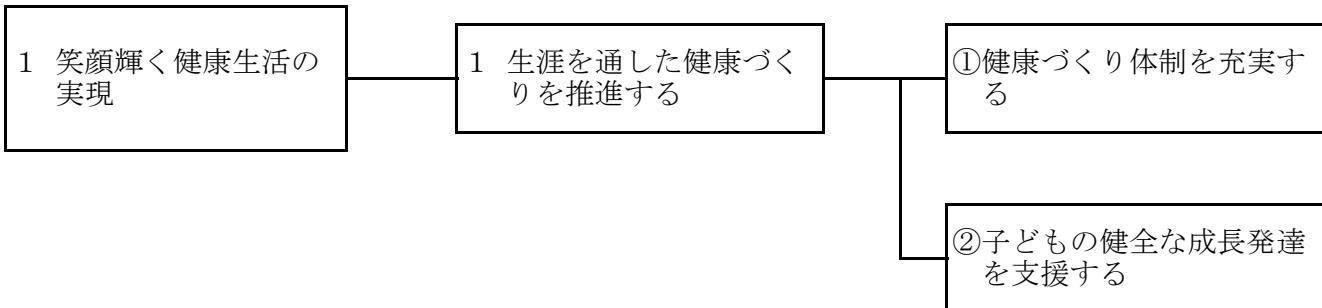 1 笑顔輝く健康生活の
実現
1 生涯を通した健康づく
りを推進する
①健康づくり体制を充実す
る
②子どもの健全な成長発達
を支援する